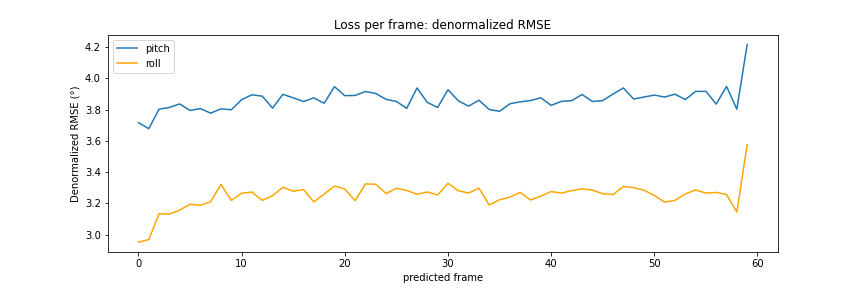 Loss per frame: denormalized RMSE
pitch
roll
Denormalized RMSE (°)
4.2
4.0
3.8
3.6
3.4
3.2
3.0
0 10 20 30 40 50 60
predicted frame